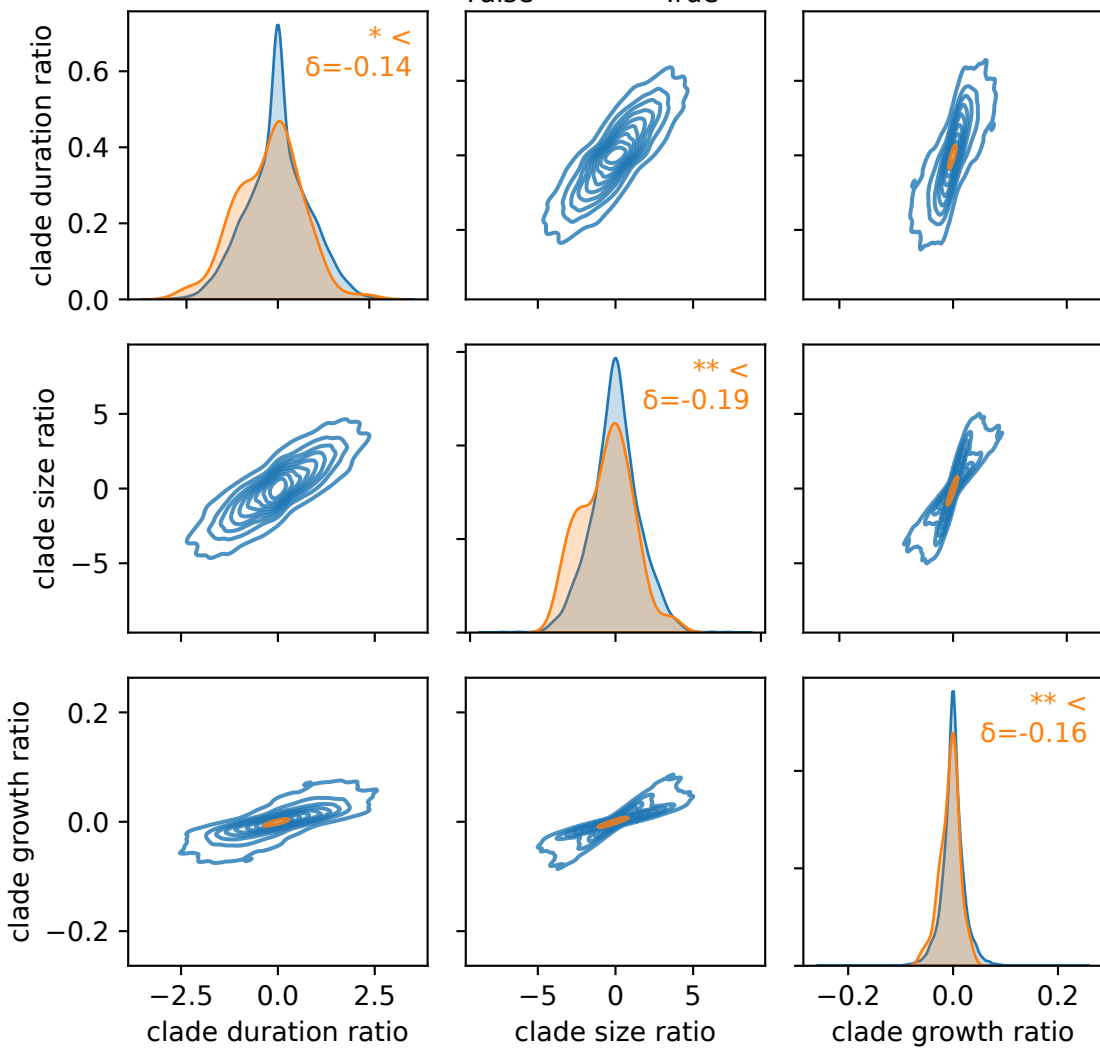 * <
δ=-0.14
clade duration ratio
0.6
0.4
0.2
0.0
** <
δ=-0.19
clade size ratio
5
0
−5
** <
δ=-0.16
clade growth ratio
0.2
0.0
−0.2
−2.5 0.0 2.5 −5 0 5 −0.2 0.0 0.2
clade duration ratio clade size ratio clade growth ratio